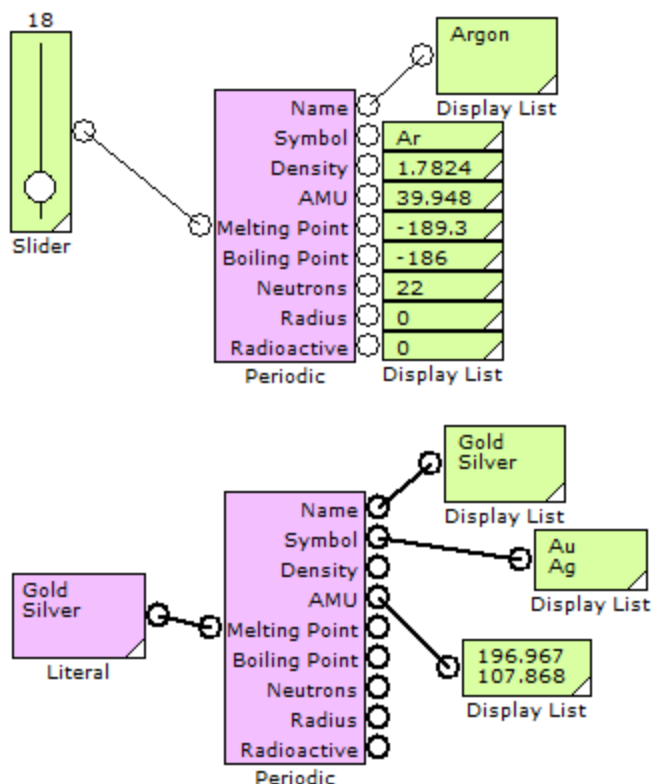 18
Slider
Argon
Display List
Name
Symbol
Density
AMU
Melting Point
Boiling Point
Neutrons
Radius
Radioactive
Periodic
Ar
1.7824
39.948
-189.3
-186
22
0
0
Display List
Gold
Silver
Literal
Name
Symbol
Density
AMU
Melting Point
Boiling Point
Neutrons
Radius
Radioactive
Periodic
Gold
Silver
Display List
Au
Ag
Display List
196.967
107.868
Display List